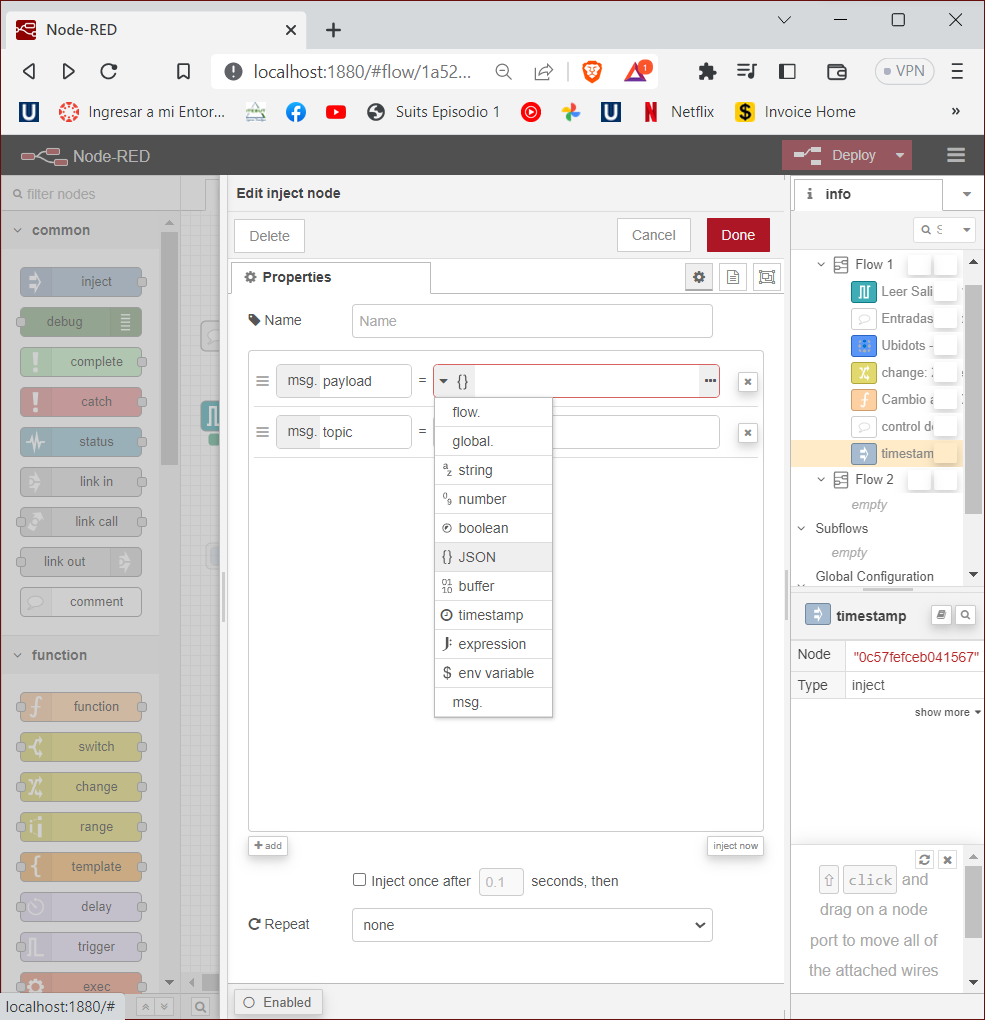 Node-RED
localhost:1880/#flow/1a52...
1
VPN
Ingresar a mi Entor...
Suits Episodio 1
Netflix
Invoice Home
»
Node-RED
Deploy
filter nodes
common
inject
debug
complete
catch
status
link in
link call
link out
comment
function
function
switch
change
range
template
delay
trigger
exec
localhost:1880/#
Edit inject node
Delete
Cancel
Done
Properties
Name
Name
msg. payload = {}
msg. topic =
flow.
global.
string
number
boolean
{} JSON
buffer
timestamp
J: expression
$ env variable
msg.
+ add
inject now
Inject once after 0.1 seconds, then
Repeat none
Enabled
i info
S
Flow 1
Leer Sali
Entradas
Ubidots -
change: 2
Cambio a
control de
timestam
Flow 2
empty
Subflows
empty
Global Configuration
timestamp
Node "0c57fefceb041567"
Type inject
show more
⇧ click and
drag on a node
port to move all of
the attached wires